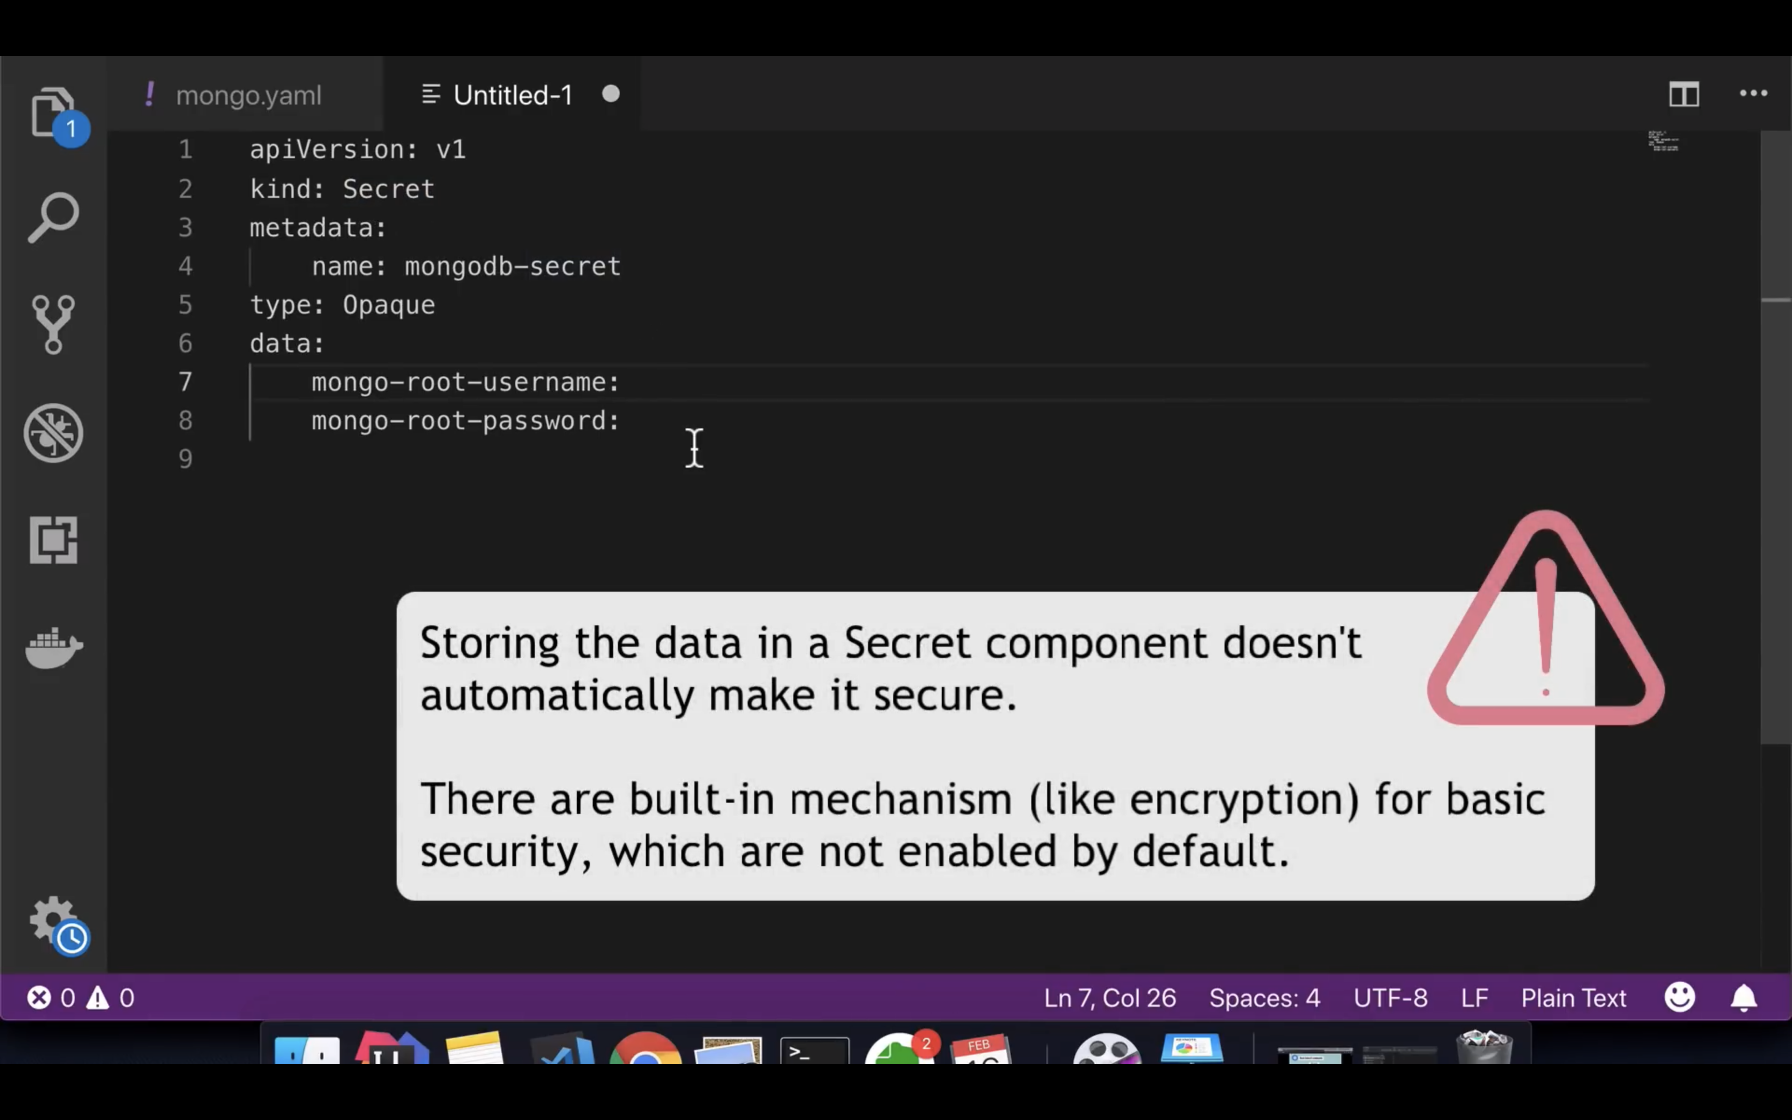 1
mongo.yaml
Untitled-1
1 apiVersion: v1
2 kind: Secret
3 metadata:
4 name: mongodb-secret
5 type: Opaque
6 data:
7 mongo-root-username:
8 mongo-root-password:
9
Storing the data in a Secret component doesn't
automatically make it secure.
There are built-in mechanism (like encryption) for basic
security, which are not enabled by default.
0 0 Ln 7, Col 26 Spaces: 4 UTF-8 LF Plain Text
2
FEB